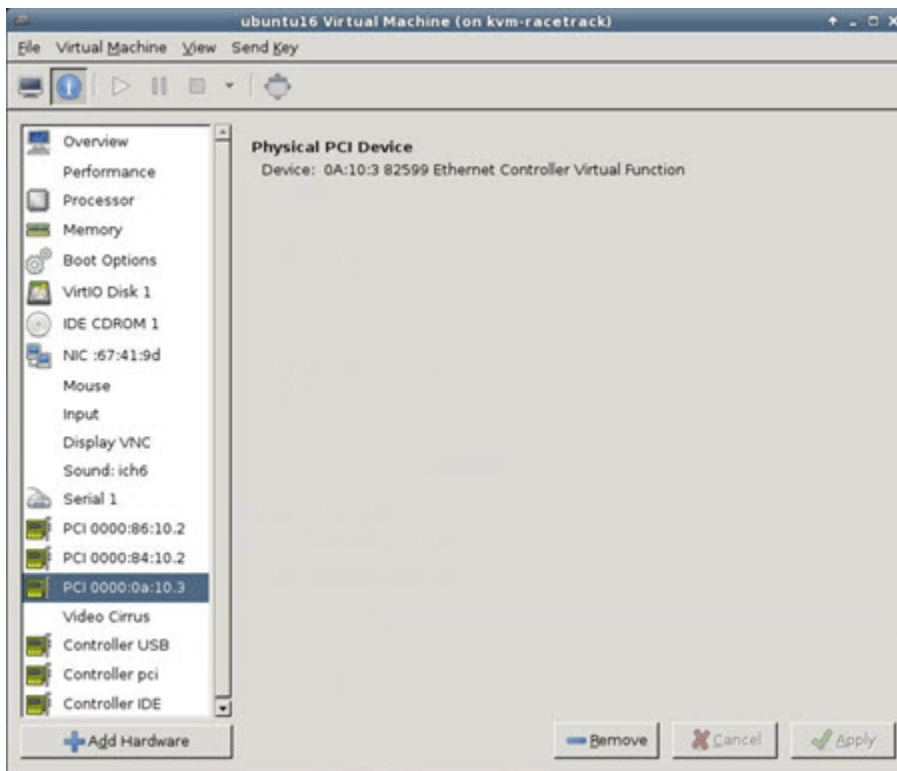 ubuntu16 Virtual Machine (on kvm-racetrack)
File Virtual Machine View Send Key
Overview
Performance
Processor
Memory
Boot Options
VirtIO Disk 1
IDE CDROM 1
NIC :67:41:9d
Mouse
Input
Display VNC
Sound: ich6
Serial 1
PCI 0000:86:10.2
PCI 0000:84:10.2
PCI 0000:0a:10.3
Video Cirrus
Controller USB
Controller pci
Controller IDE
Add Hardware
Physical PCI Device
Device: 0A:10:3 82599 Ethernet Controller Virtual Function
Remove
Cancel
Apply